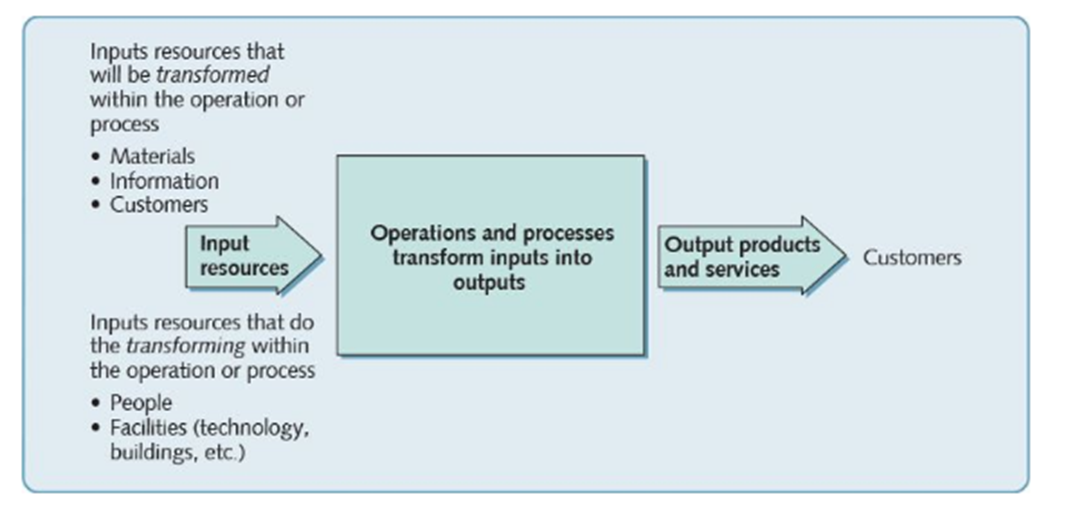 Inputs resources that
will be transformed
within the operation or
process
• Materials
• Information
• Customers
Input
resources
Inputs resources that do
the transforming within
the operation or process
• People
• Facilities (technology,
buildings, etc.)
Operations and processes
transform inputs into
outputs
Output products
and services
Customers